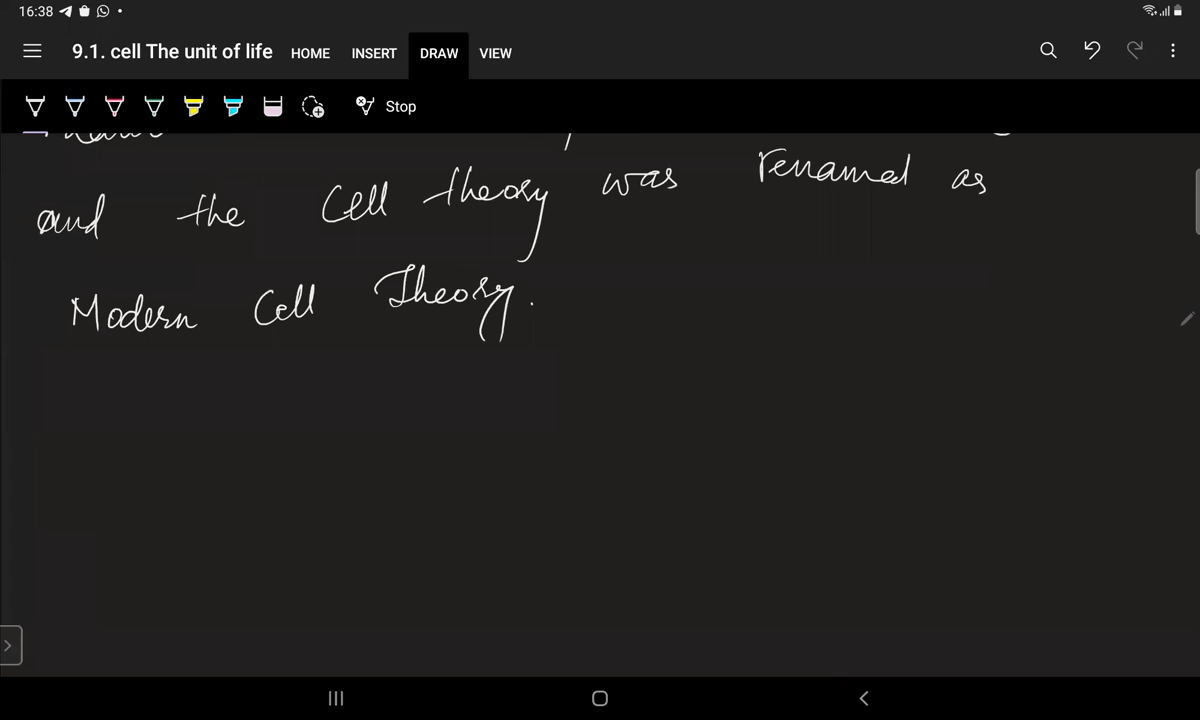 16:38
9.1. cell The unit of life HOME INSERT DRAW VIEW
Stop
and the Cell theory was renamed as
Modern Cell Theory.